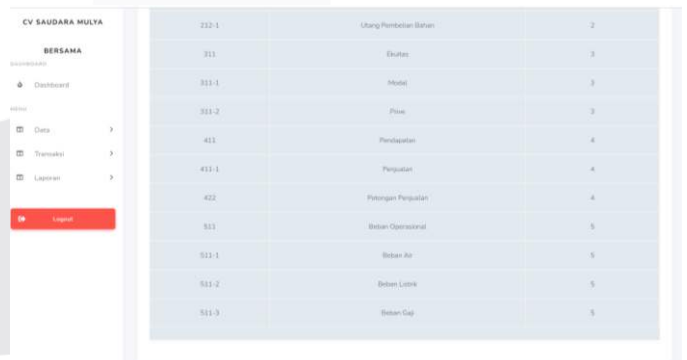 CV SAUDARA MULYA
BERSAMA
DASHBOARD
Dashboard
MENU
Data
Transaksi
Laporan
Logout
212-1 Utang Pembelian Bahan 2
311 Ekuitas 3
311-1 Modal 3
311-2 Prive 3
411 Pendapatan 4
411-1 Penjualan 4
422 Potongan Penjualan 4
511 Beban Operasional 5
511-1 Beban Air 5
511-2 Beban Listrik 5
511-3 Beban Gaji 5